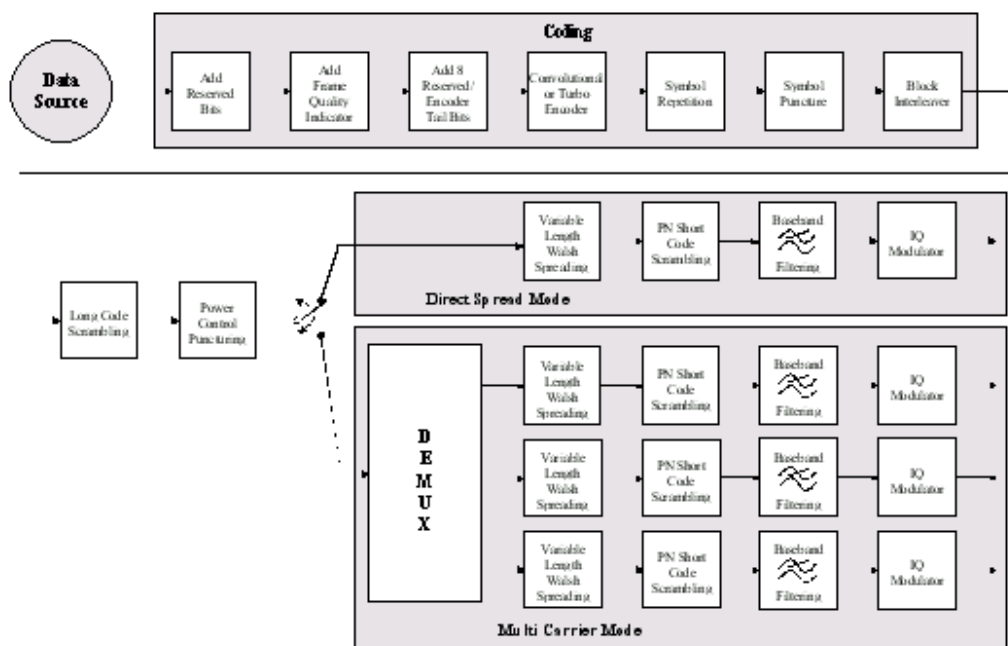 Coding
Data
Source
Add
Reserved
Bits
Add
Frame
Quality
Indicator
Add 8
Reserved/
Encoder
Tail Bits
Convolutional
or Turbo
Encoder
Symbol
Repetition
Symbol
Puncture
Block
Interleaver
Variable
Length
Walsh
Spreading
PN Short
Code
Scrambling
Baseband
Filtering
IQ
Modulator
Direct Spread Mode
Long Code
Scrambling
Power
Control
Puncturing
DEMUX
Variable
Length
Walsh
Spreading
PN Short
Code
Scrambling
Baseband
Filtering
IQ
Modulator
Variable
Length
Walsh
Spreading
PN Short
Code
Scrambling
Baseband
Filtering
IQ
Modulator
Variable
Length
Walsh
Spreading
PN Short
Code
Scrambling
Baseband
Filtering
IQ
Modulator
Multi Carrier Mode